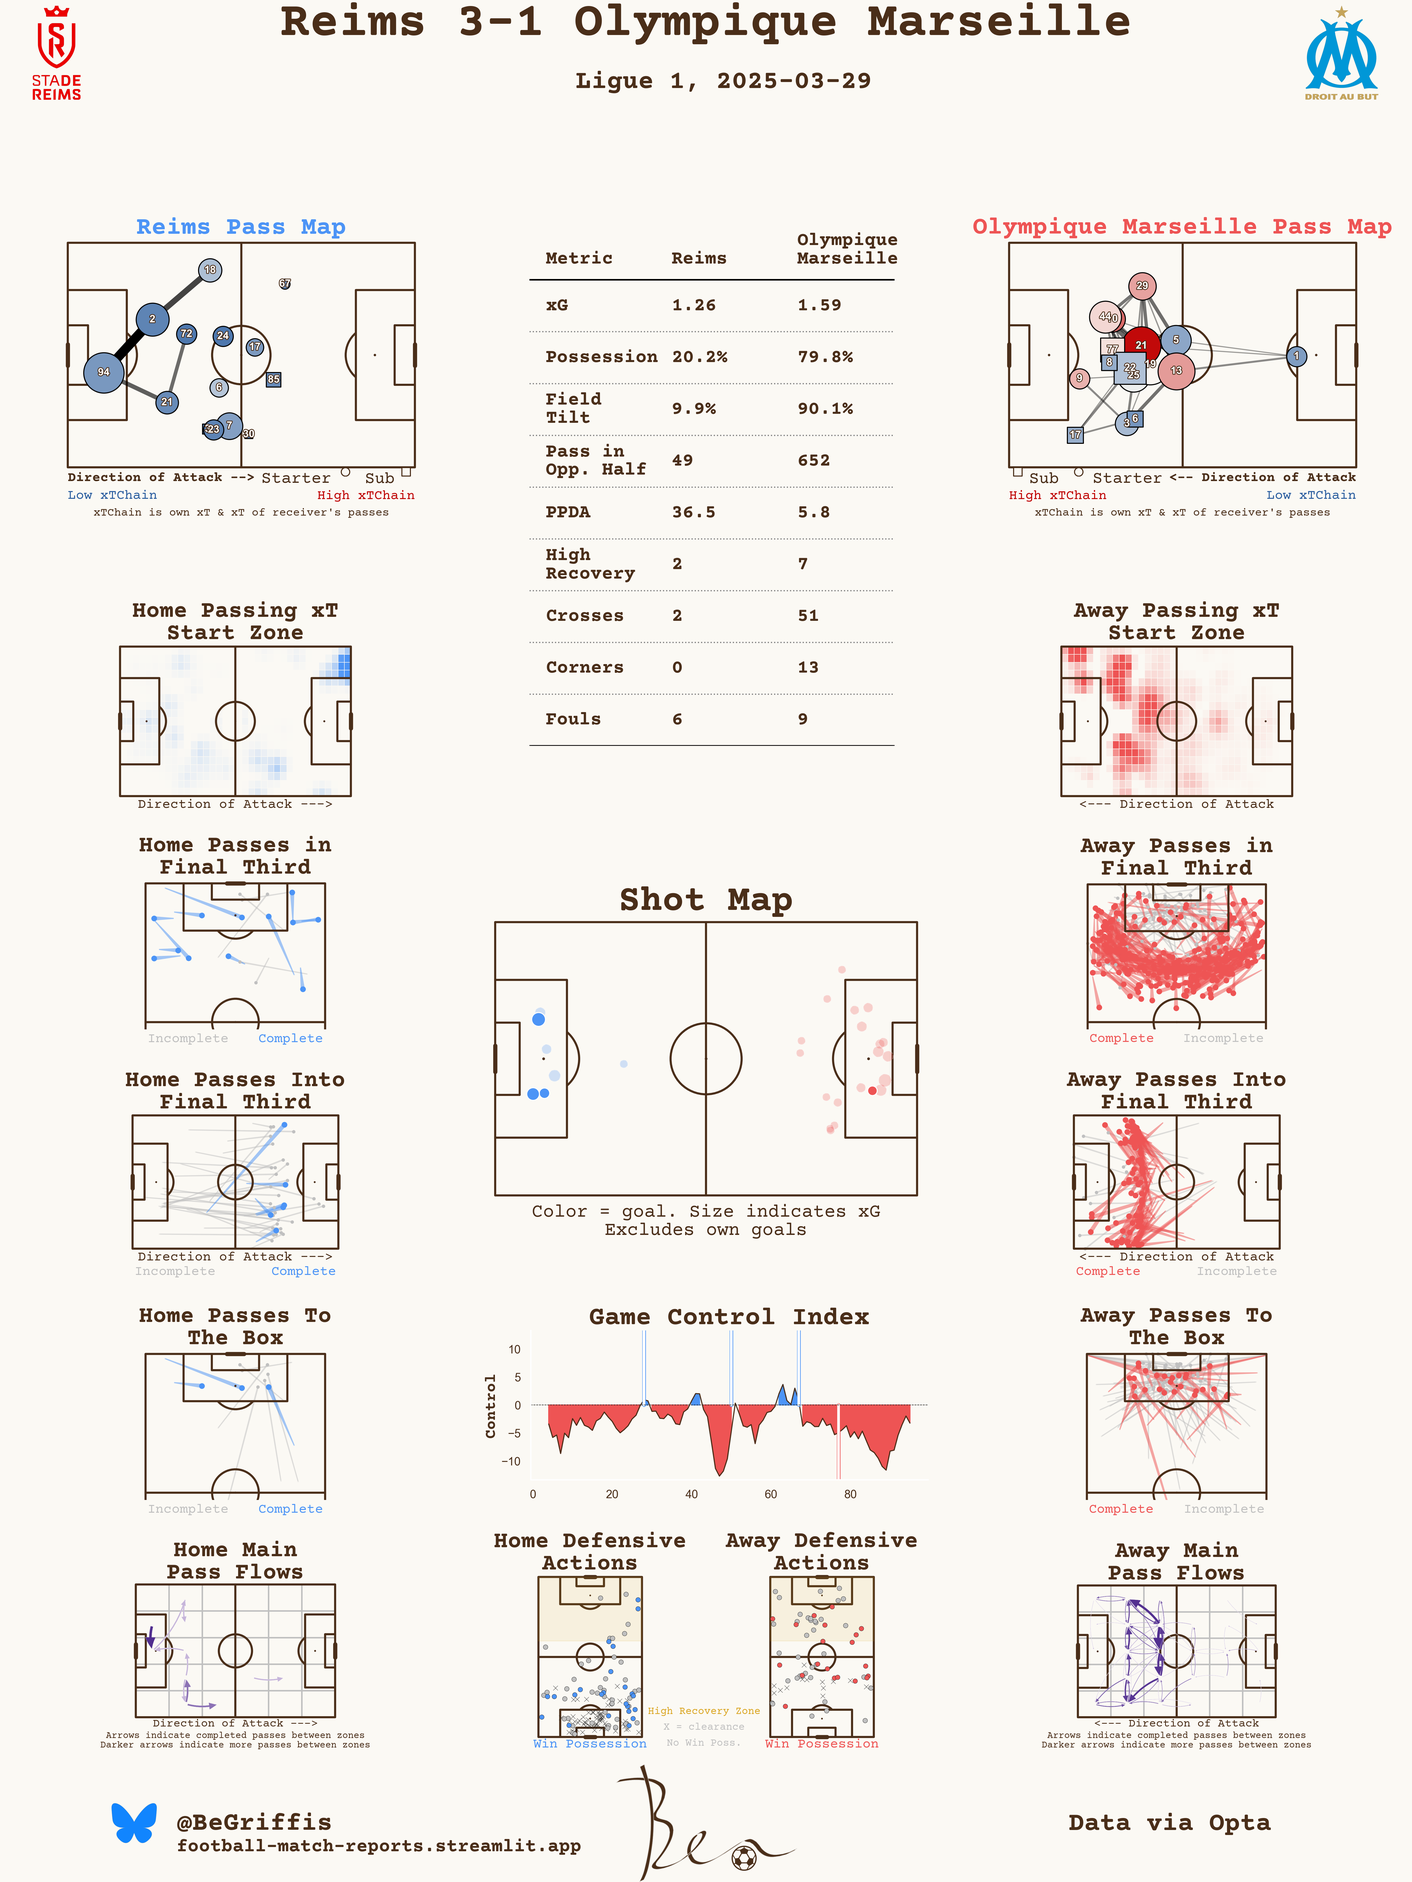 Reims 3-1 Olympique Marseille
Ligue 1, 2025-03-29
STADE
REIMS
DROIT AU BUT
Reims Pass Map
18
67
2
72
24
17
94
85
6
21
23
7
30
Direction of Attack --> Starter Sub
Low xTChain High xTChain
xTChain is own xT & xT of receiver's passes
Metric Reims Olympique Marseille
xG 1.26 1.59
Possession 20.2% 79.8%
Field Tilt 9.9% 90.1%
Pass in Opp. Half 49 652
PPDA 36.5 5.8
High Recovery 2 7
Crosses 2 51
Corners 0 13
Fouls 6 9
Olympique Marseille Pass Map
29
44
10
5
21
77
1
8
22
19
13
9
25
6
3
17
Sub Starter <-- Direction of Attack
High xTChain Low xTChain
xTChain is own xT & xT of receiver's passes
Home Passing xT
Start Zone
Direction of Attack --->
Away Passing xT
Start Zone
<--- Direction of Attack
Home Passes in
Final Third
Incomplete Complete
Away Passes in
Final Third
Complete Incomplete
Shot Map
Color = goal. Size indicates xG
Excludes own goals
Home Passes Into
Final Third
Direction of Attack --->
Incomplete Complete
Away Passes Into
Final Third
<--- Direction of Attack
Complete Incomplete
Home Passes To
The Box
Incomplete Complete
Game Control Index
Control
10
5
0
−5
−10
0 20 40 60 80
Away Passes To
The Box
Complete Incomplete
Home Main
Pass Flows
Direction of Attack --->
Arrows indicate completed passes between zones
Darker arrows indicate more passes between zones
Home Defensive
Actions
Win Possession
Away Defensive
Actions
Win Possession
High Recovery Zone
X = clearance
No Win Poss.
Away Main
Pass Flows
<--- Direction of Attack
Arrows indicate completed passes between zones
Darker arrows indicate more passes between zones
@BeGriffis
football-match-reports.streamlit.app
Ben
Data via Opta